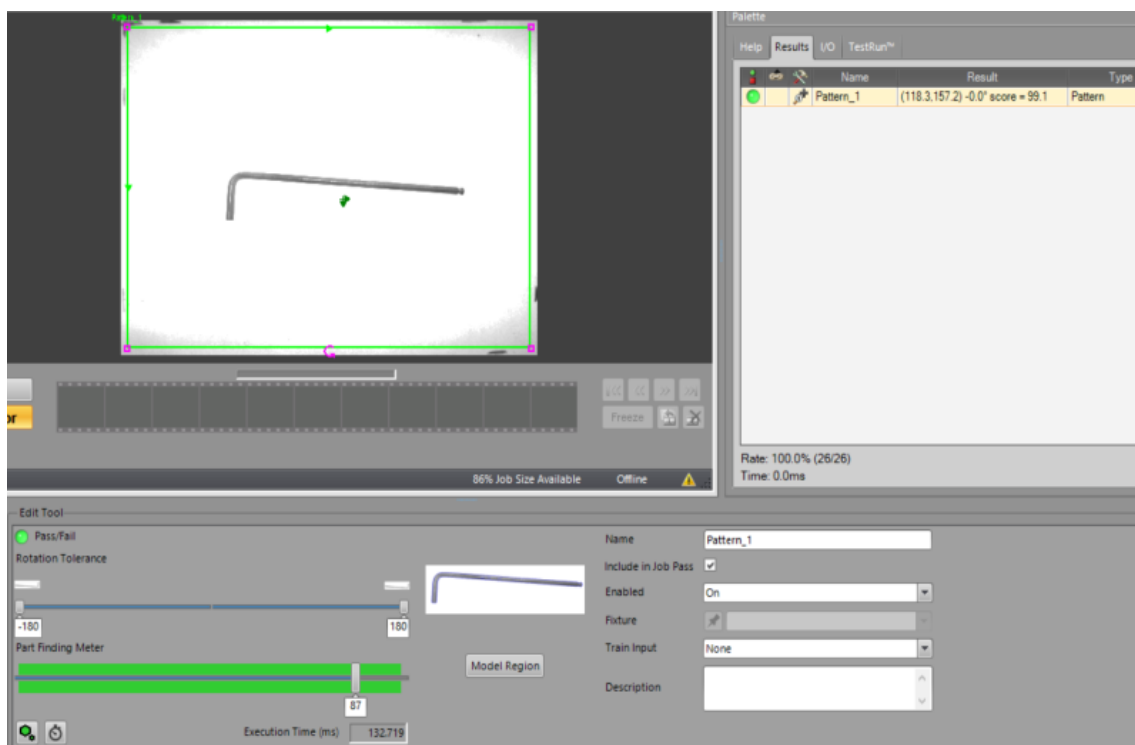 Pattern_1
Palette
Help Results I/O TestRun™
Name Result Type
Pattern_1 (118.3,157.2) -0.0° score = 99.1 Pattern
Freeze
Rate: 100.0% (26/26)
Time: 0.0ms
86% Job Size Available Offline
Edit Tool
Pass/Fail
Rotation Tolerance
-180 180
Part Finding Meter
87
Execution Time (ms) 132.719
Model Region
Name Pattern_1
Include in Job Pass
Enabled On
Fixture
Train Input None
Description